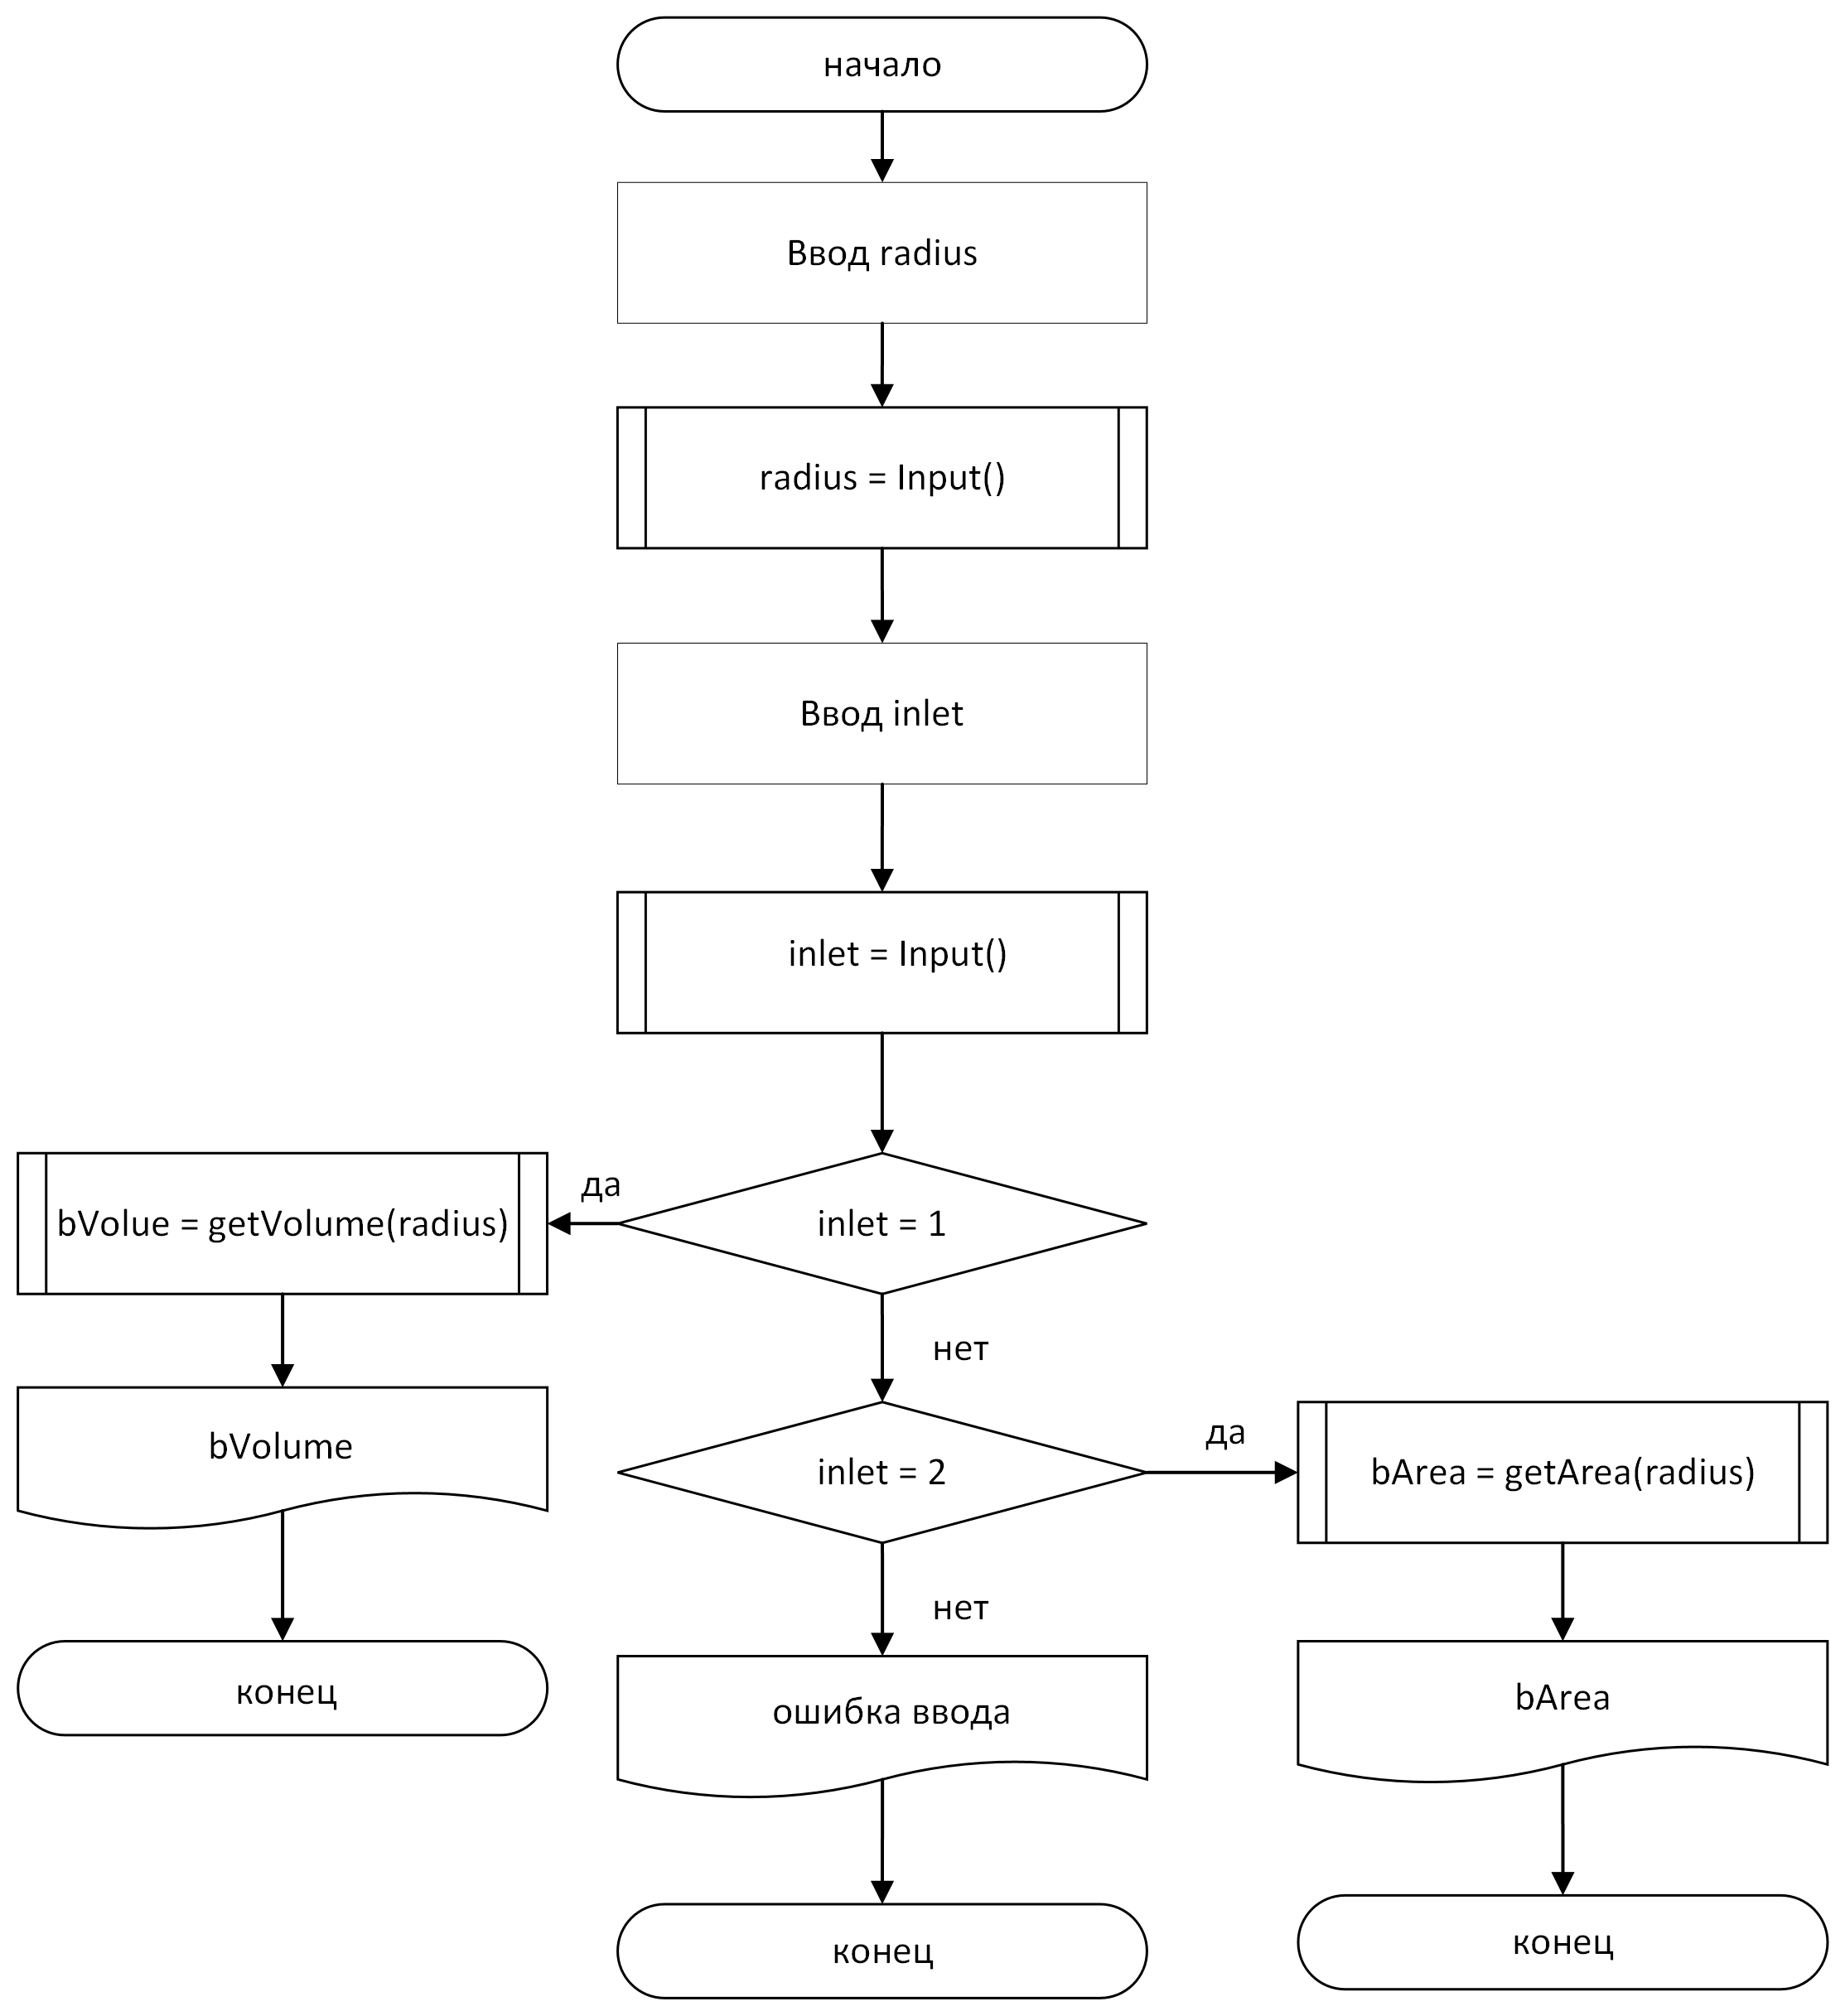 начало
Ввод radius
radius = Input()
Ввод inlet
inlet = Input()
да
bVolue = getVolume(radius)
inlet = 1
нет
bVolume
да
inlet = 2
bArea = getArea(radius)
нет
конец
ошибка ввода
bArea
конец
конец